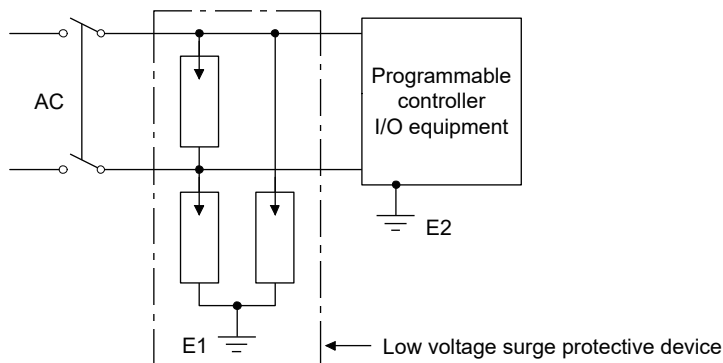 AC
Programmable
controller
I/O equipment
E2
E1
Low voltage surge protective device